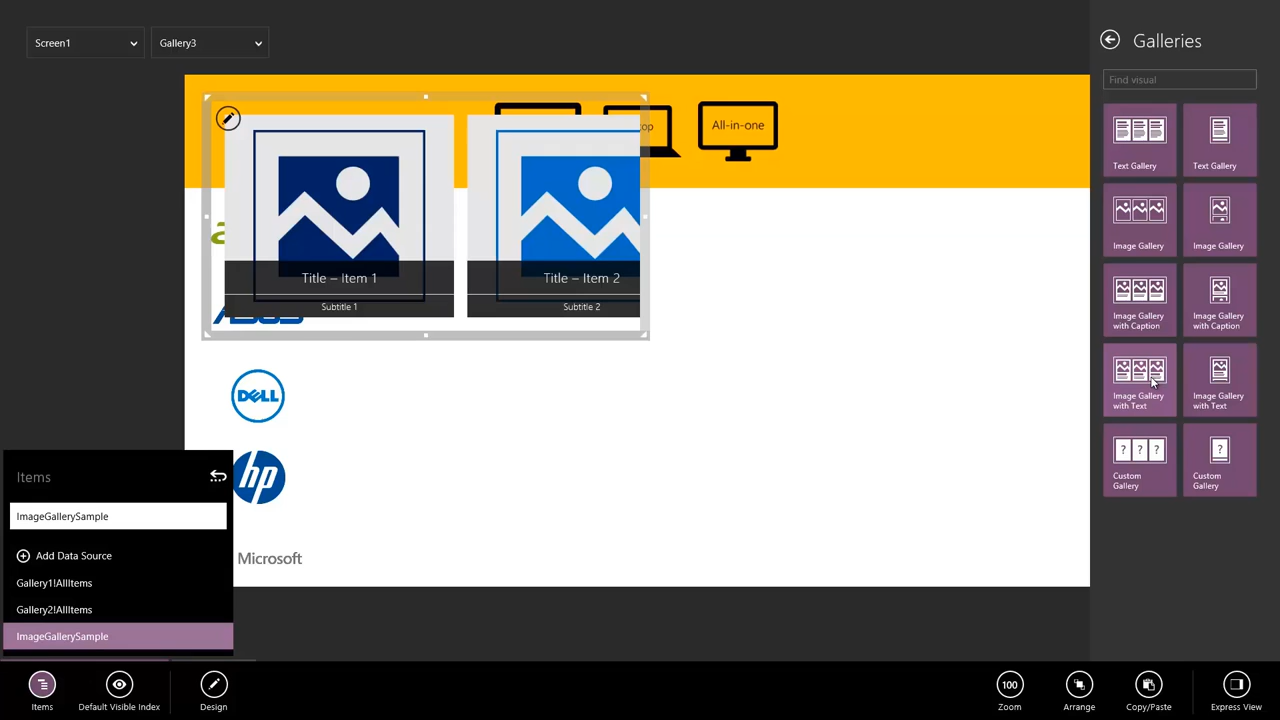 Screen1
Gallery3
Galleries
Find visual
Text Gallery
Text Gallery
Image Gallery
Image Gallery
Image Gallery
with Caption
Image Gallery
with Caption
Image Gallery
with Text
Image Gallery
with Text
Custom
Gallery
Custom
Gallery
All-in-one
Title – Item 1
Title – Item 2
Subtitle 1
Subtitle 2
DELL
hp
Microsoft
Items
ImageGallerySample
Add Data Source
Gallery1!AllItems
Gallery2!AllItems
ImageGallerySample
Items
Default Visible Index
Design
100
Zoom
Arrange
Copy/Paste
Express View